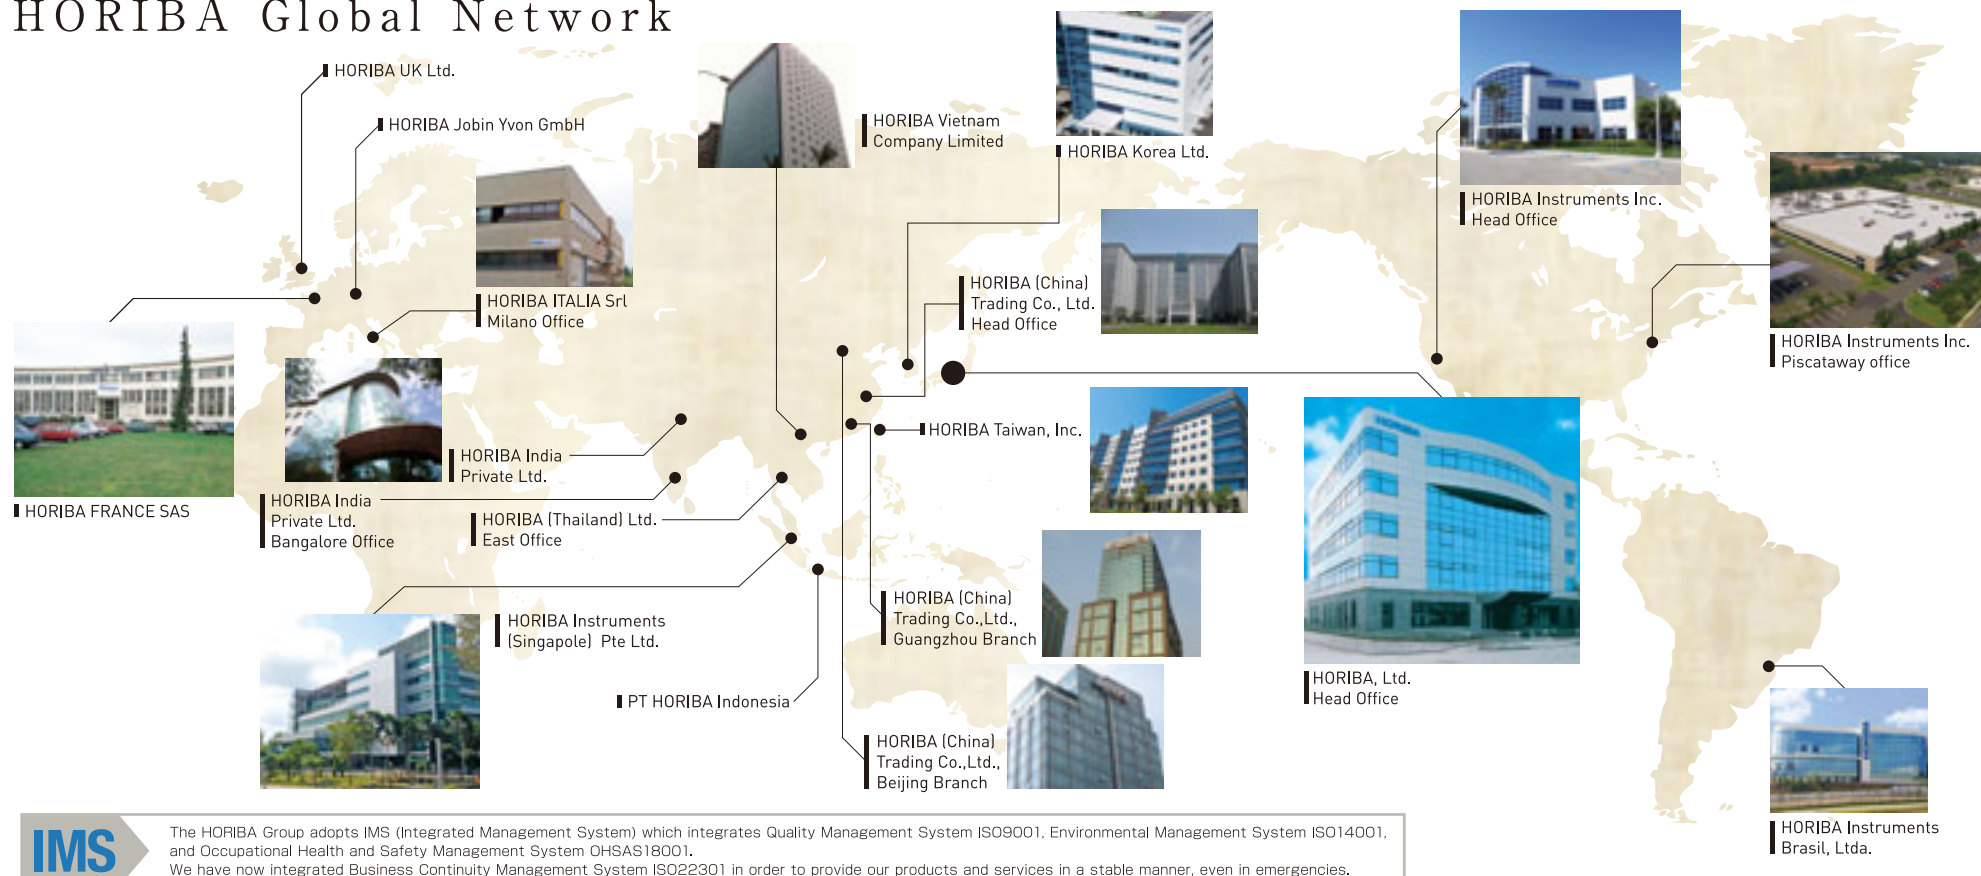 HORIBA Global Network
HORIBA UK Ltd.
HORIBA Jobin Yvon GmbH
HORIBA Vietnam
Company Limited
HORIBA Korea Ltd.
HORIBA Instruments Inc.
Head Office
HORIBA ITALIA Srl
Milano Office
HORIBA (China)
Trading Co., Ltd.
Head Office
HORIBA Instruments Inc.
Piscataway office
HORIBA FRANCE SAS
HORIBA India
Private Ltd.
HORIBA Taiwan, Inc.
HORIBA India
Private Ltd.
Bangalore Office
HORIBA (Thailand) Ltd.
East Office
HORIBA Instruments
(Singapole) Pte Ltd.
HORIBA (China)
Trading Co.,Ltd.,
Guangzhou Branch
HORIBA, Ltd.
Head Office
PT HORIBA Indonesia
HORIBA (China)
Trading Co.,Ltd.,
Beijing Branch
HORIBA Instruments
Brasil, Ltda.
IMS
The HORIBA Group adopts IMS (Integrated Management System) which integrates Quality Management System ISO9001, Environmental Management System ISO14001,
and Occupational Health and Safety Management System OHSAS18001.
We have now integrated Business Continuity Management System ISO22301 in order to provide our products and services in a stable manner, even in emergencies.